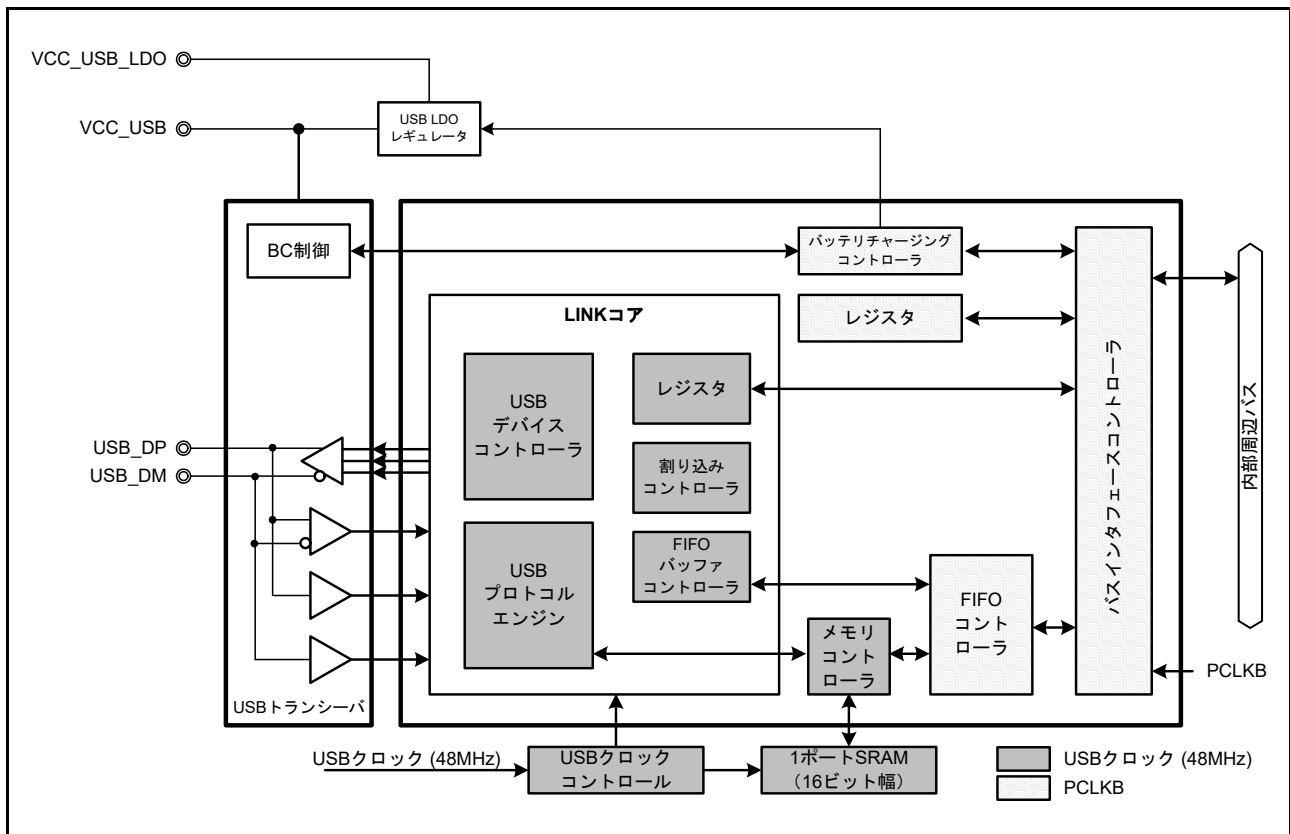 VCC_USB_LDO
VCC_USB
USB LDO
レギュレータ
BC制御
バッテリチャージング
コントローラ
レジスタ
LINKコア
USB
デバイス
コントローラ
レジスタ
割り込み
コントローラ
USB
プロトコル
エンジン
FIFO
バッファ
コントローラ
メモリ
コント
ローラ
FIFO
コント
ローラ
バスインタフェースコントローラ
内部周辺バス
PCLKB
USB_DP
USB_DM
USBトランシーバ
USBクロック (48MHz)
USBクロック
コントロール
1ポートSRAM
（16ビット幅）
USBクロック (48MHz)
PCLKB